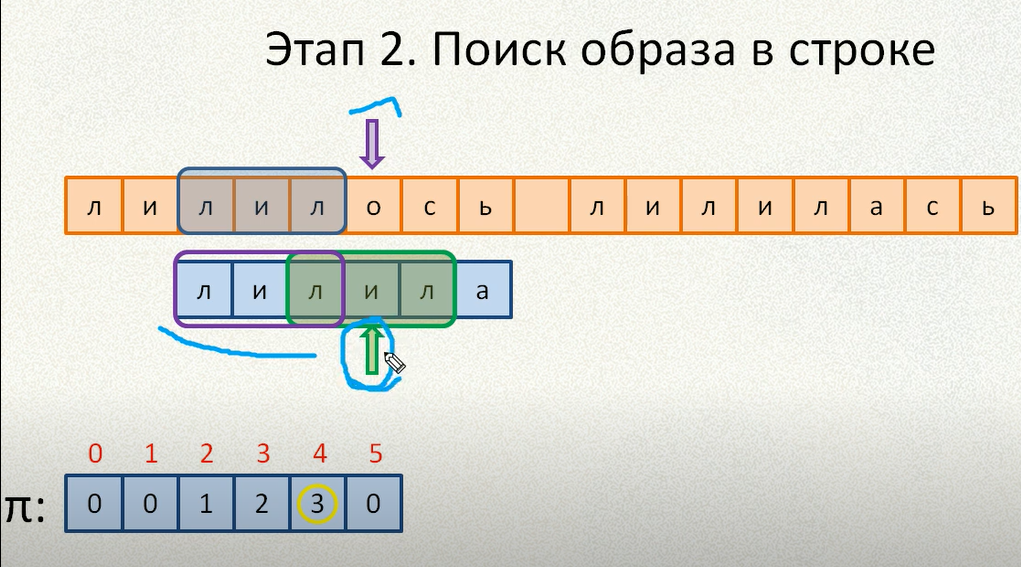 Этап 2. Поиск образа в строке
л и л и л о с ь л и л и л а с ь
л и л и л а
0 1 2 3 4 5
π: 0 0 1 2 3 0